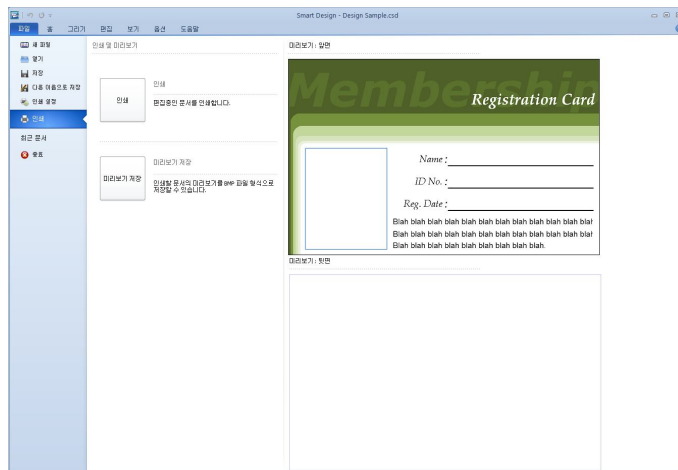 Smart Design - Design Sample.csd
파일 홈 그리기 편집 보기 옵션 도움말
새 파일
열기
저장
다른 이름으로 저장
인쇄 설정
인쇄
최근 문서
종료
인쇄 및 미리보기
인쇄
인쇄
편집중인 문서를 인쇄합니다.
미리보기 저장
미리보기 저장
인쇄할 문서의 미리보기를 BMP 파일 형식으로
저장할 수 있습니다.
미리보기 : 앞면
Membership
Registration Card
Name :
ID No. :
Reg. Date :
Blah blah blah blah blah blah blah blah blah blah blah
Blah blah blah blah blah blah blah blah blah blah blah
Blah blah blah blah blah blah blah blah blah.
미리보기 : 뒷면